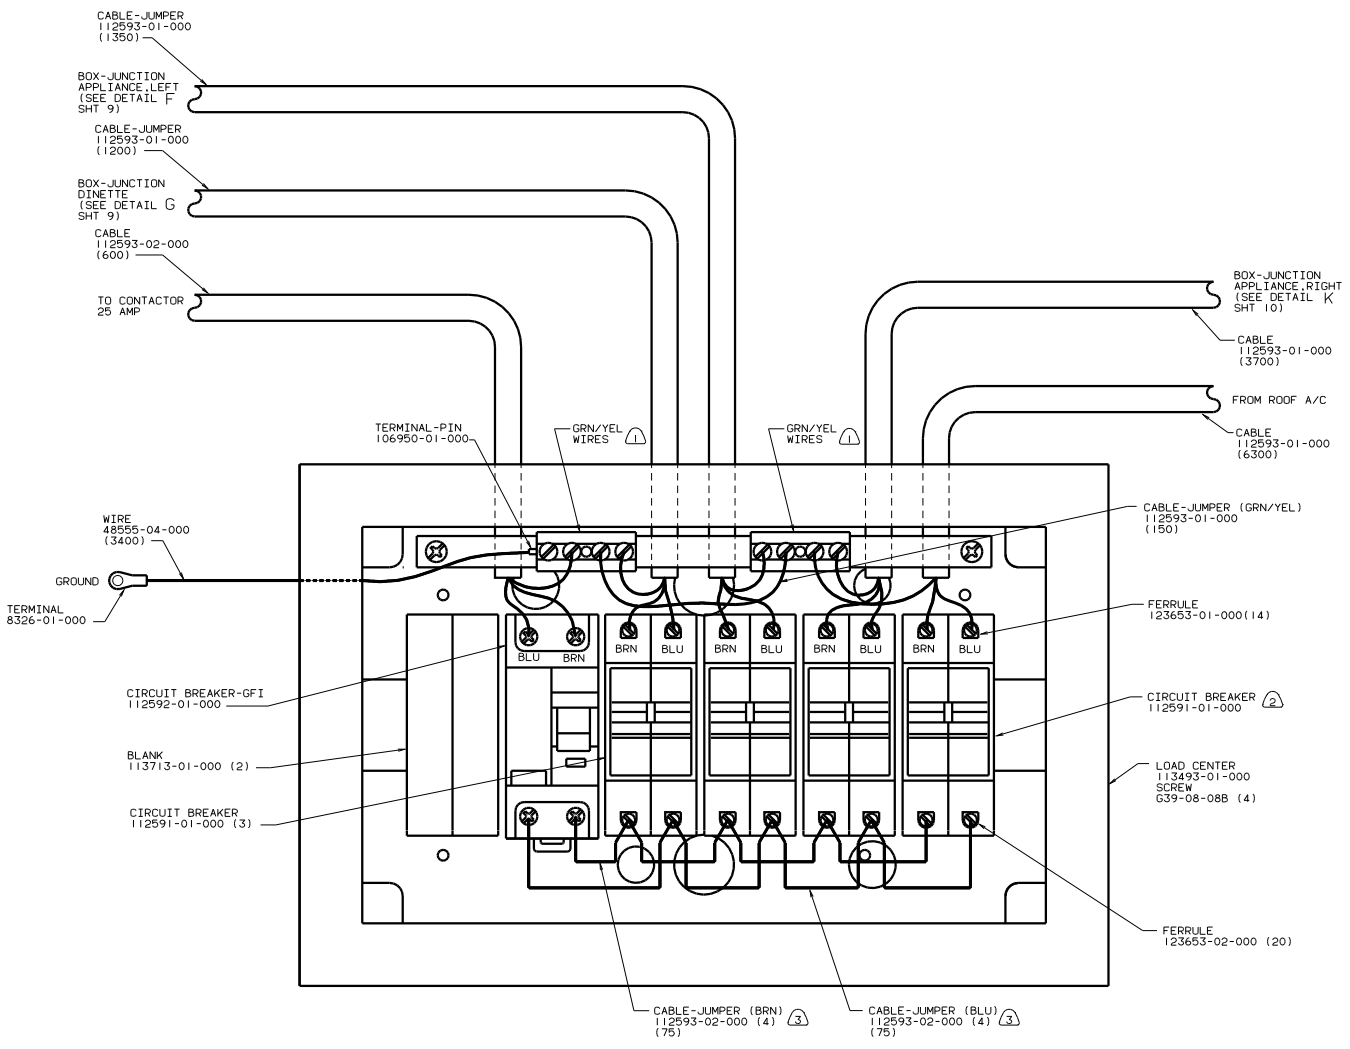 CABLE-JUMPER
112593-01-000
(1350)
BOX-JUNCTION
APPLIANCE,LEFT
(SEE DETAIL F
SHT 9)
CABLE-JUMPER
112593-01-000
(1200)
BOX-JUNCTION
DINETTE
(SEE DETAIL G
SHT 9)
CABLE
112593-02-000
(600)
TO CONTACTOR
25 AMP
BOX-JUNCTION
APPLIANCE,RIGHT
(SEE DETAIL K
SHT 10)
CABLE
112593-01-000
(3700)
FROM ROOF A/C
CABLE
112593-01-000
(6300)
TERMINAL-PIN
106950-01-000
GRN/YEL
WIRES 1
GRN/YEL
WIRES 1
CABLE-JUMPER (GRN/YEL)
112593-01-000
(150)
WIRE
48555-04-000
(3400)
GROUND
TERMINAL
8326-01-000
FERRULE
123653-01-000(14)
BLU BRN BRN BLU BRN BLU BRN BLU BRN BLU
CIRCUIT BREAKER-GFI
112592-01-000
CIRCUIT BREAKER 2
112591-01-000
BLANK
113713-01-000 (2)
LOAD CENTER
113493-01-000
SCREW
G39-08-08B (4)
CIRCUIT BREAKER
112591-01-000 (3)
FERRULE
123653-02-000 (20)
CABLE-JUMPER (BRN)
112593-02-000 (4) 3
(75)
CABLE-JUMPER (BLU)
112593-02-000 (4) 3
(75)